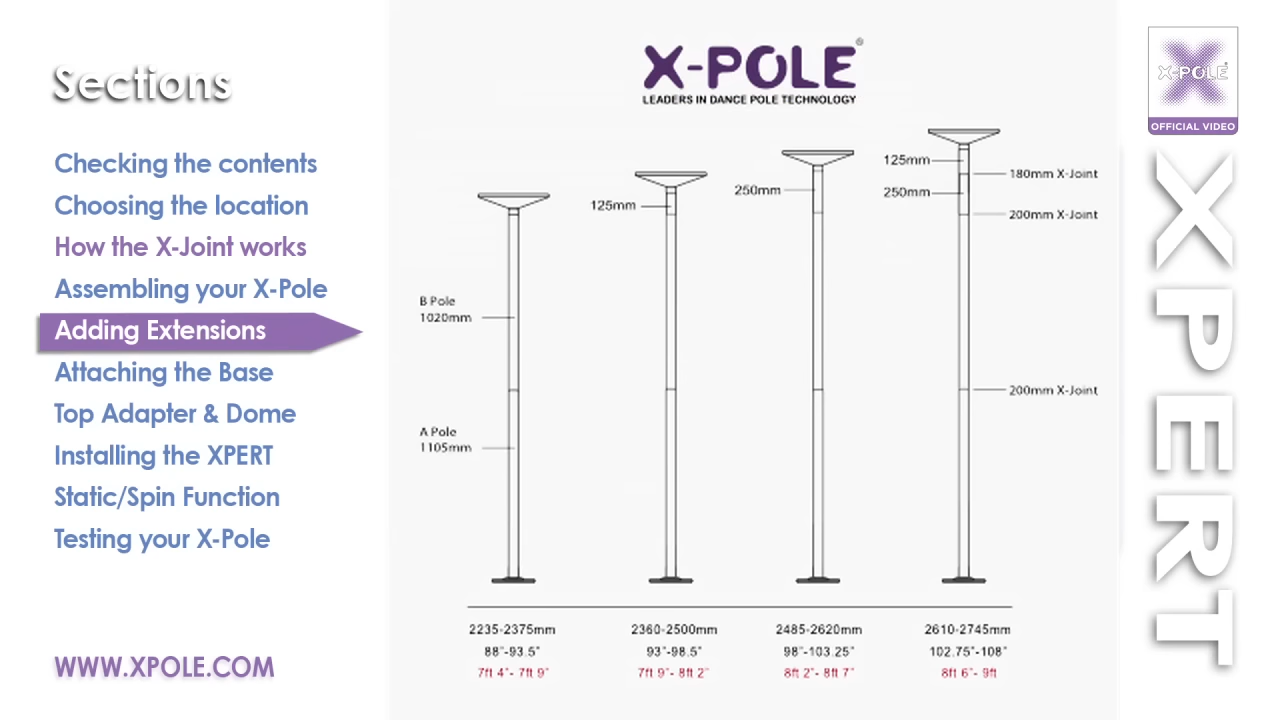 Sections
Checking the contents
Choosing the location
How the X-Joint works
Assembling your X-Pole
Adding Extensions
Attaching the Base
Top Adapter & Dome
Installing the XPERT
Static/Spin Function
Testing your X-Pole
WWW.XPOLE.COM
X-POLE®
LEADERS IN DANCE POLE TECHNOLOGY
B Pole
1020mm
A Pole
1105mm
125mm
250mm
125mm
250mm
180mm X-Joint
200mm X-Joint
200mm X-Joint
2235-2375mm
88"-93.5"
7ft 4"- 7ft 9"
2360-2500mm
93"-98.5"
7ft 9"- 8ft 2"
2485-2620mm
98"-103.25"
8ft 2"- 8ft 7"
2610-2745mm
102.75"-108"
8ft 6"- 9ft
X-POLE
OFFICIAL VIDEO
XPERT